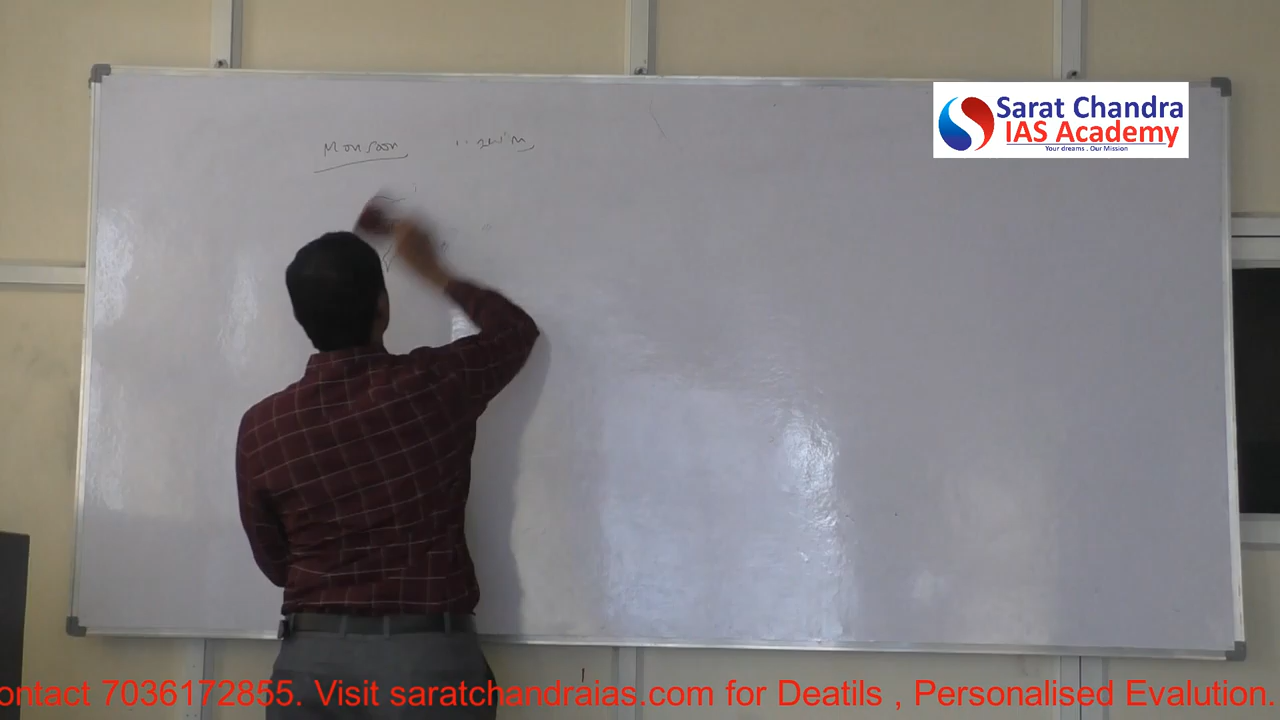 Sarat Chandra
IAS Academy
Your dreams . Our Mission
Monsoon
ontact 7036172855. Visit saratchandraias.com for Deatils , Personalised Evalution.